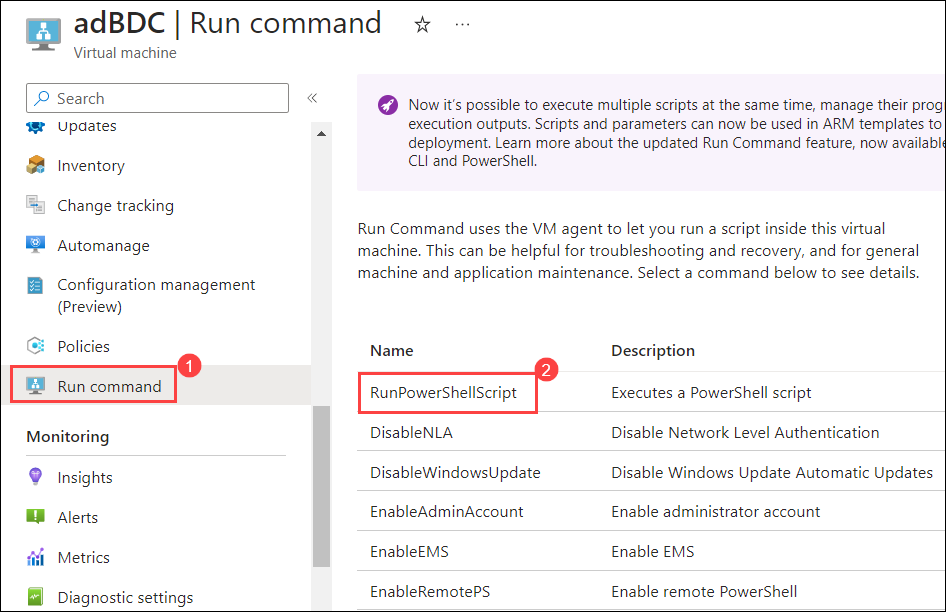 adBDC | Run command
Virtual machine
Search
«
Updates
Inventory
Change tracking
Automanage
Configuration management
(Preview)
Policies
Run command
1
Monitoring
Insights
Alerts
Metrics
Diagnostic settings
Now it's possible to execute multiple scripts at the same time, manage their
execution outputs. Scripts and parameters can now be used in ARM templates to
deployment. Learn more about the updated Run Command feature, now
CLI and PowerShell.
Run Command uses the VM agent to let you run a script inside this virtual
machine. This can be helpful for troubleshooting and recovery, and for general
machine and application maintenance. Select a command below to see details.
Name Description
2
RunPowerShellScript Executes a PowerShell script
DisableNLA Disable Network Level Authentication
DisableWindowsUpdate Disable Windows Update Automatic Updates
EnableAdminAccount Enable administrator account
EnableEMS Enable EMS
EnableRemotePS Enable remote PowerShell